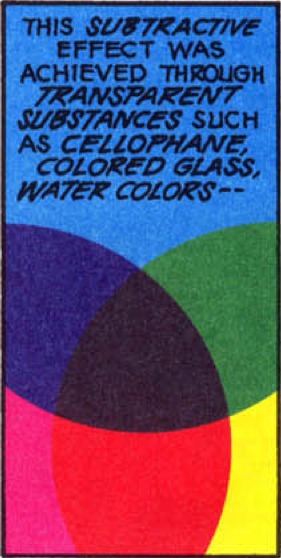 THIS SUBTRACTIVE
EFFECT WAS
ACHIEVED THROUGH
TRANSPARENT
SUBSTANCES SUCH
AS CELLOPHANE,
COLORED GLASS,
WATER COLORS--